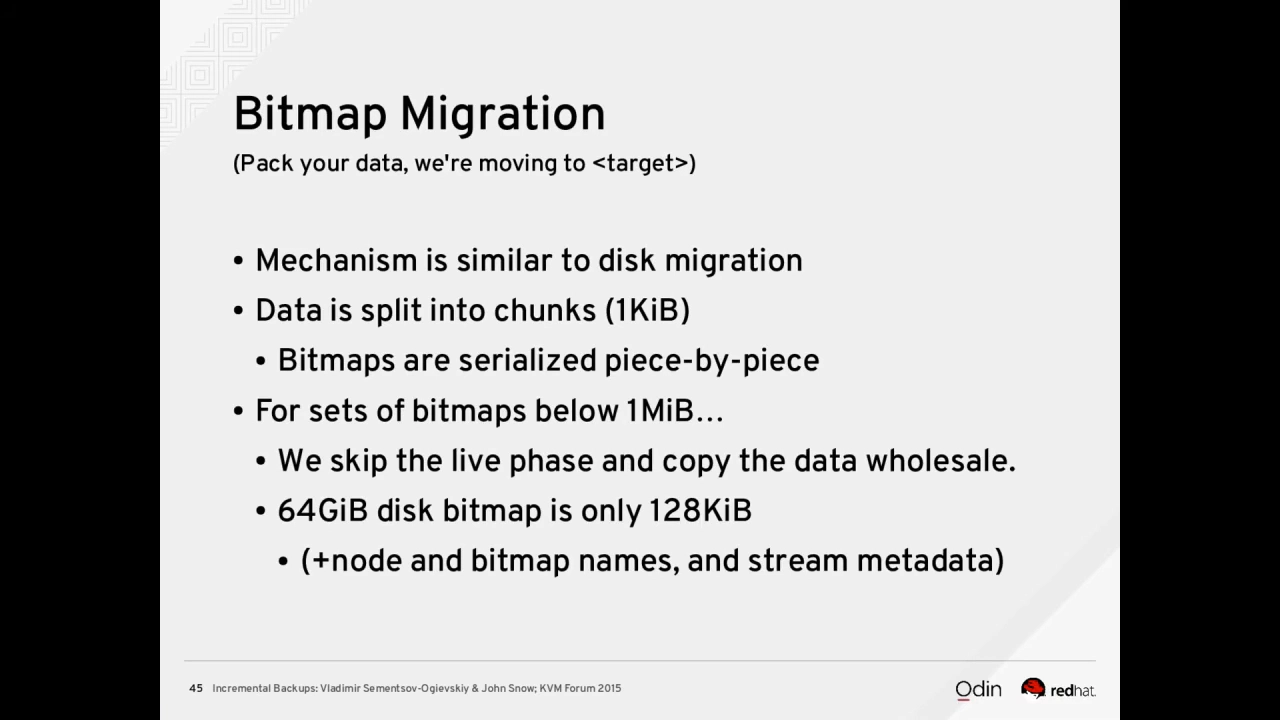 Bitmap Migration
(Pack your data, we're moving to <target>)
• Mechanism is similar to disk migration
• Data is split into chunks (1KiB)
• Bitmaps are serialized piece-by-piece
• For sets of bitmaps below 1MiB…
• We skip the live phase and copy the data wholesale.
• 64GiB disk bitmap is only 128KiB
• (+node and bitmap names, and stream metadata)
45 Incremental Backups: Vladimir Sementsov-Ogievskiy & John Snow; KVM Forum 2015
Odin redhat.